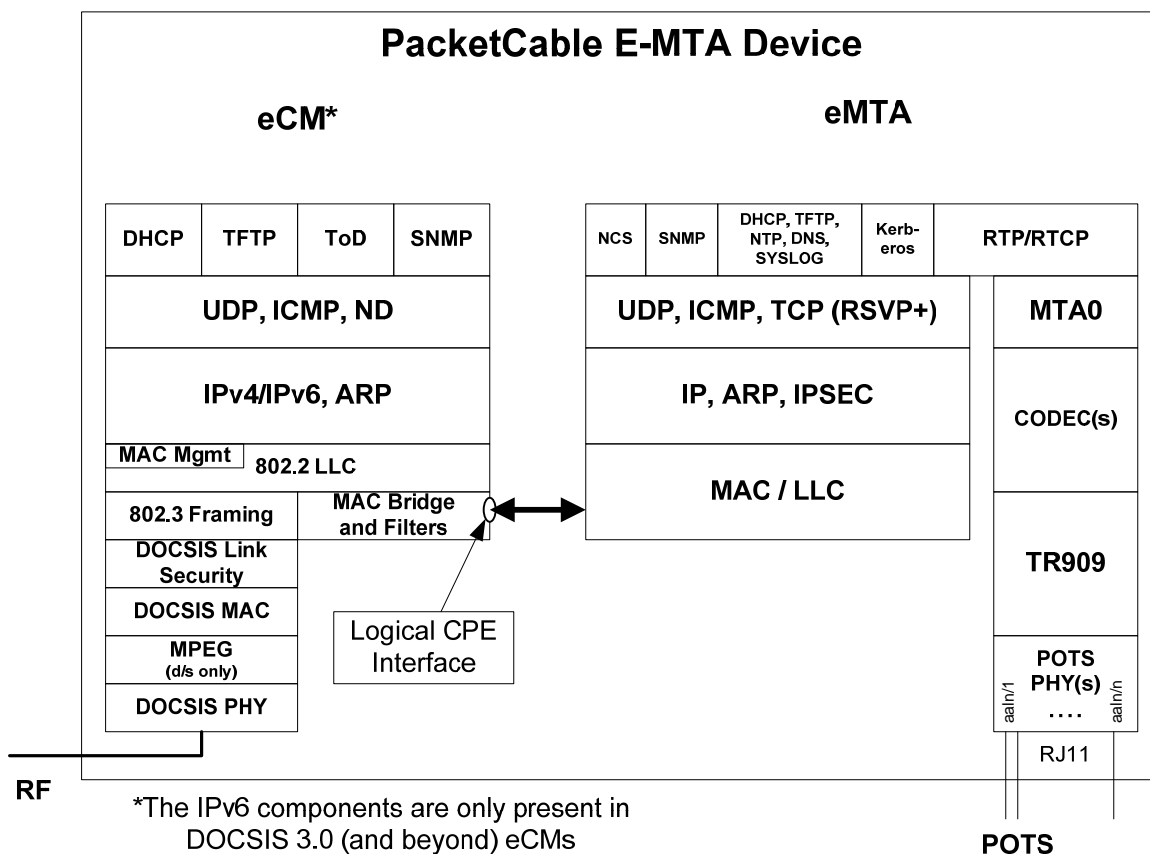 PacketCable E-MTA Device
eCM*
eMTA
DHCP
TFTP
ToD
SNMP
UDP, ICMP, ND
IPv4/IPv6, ARP
MAC Mgmt
802.2 LLC
802.3 Framing
MAC Bridge
and Filters
DOCSIS Link
Security
DOCSIS MAC
MPEG
(d/s only)
DOCSIS PHY
Logical CPE
Interface
NCS
SNMP
DHCP, TFTP,
NTP, DNS,
SYSLOG
Kerb-
eros
RTP/RTCP
UDP, ICMP, TCP (RSVP+)
IP, ARP, IPSEC
MAC / LLC
MTA0
CODEC(s)
TR909
POTS
PHY(s)
....
aaln/1
aaln/n
RJ11
RF
POTS
*The IPv6 components are only present in
DOCSIS 3.0 (and beyond) eCMs